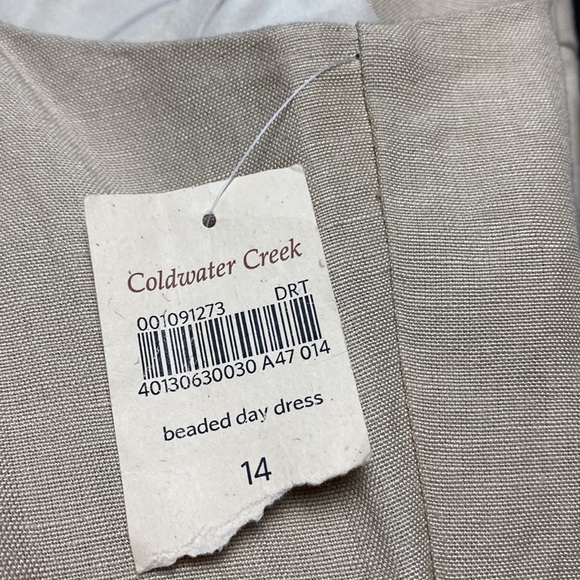 Coldwater Creek
001091273 DRT
40130630030 A47 014
beaded day dress
14